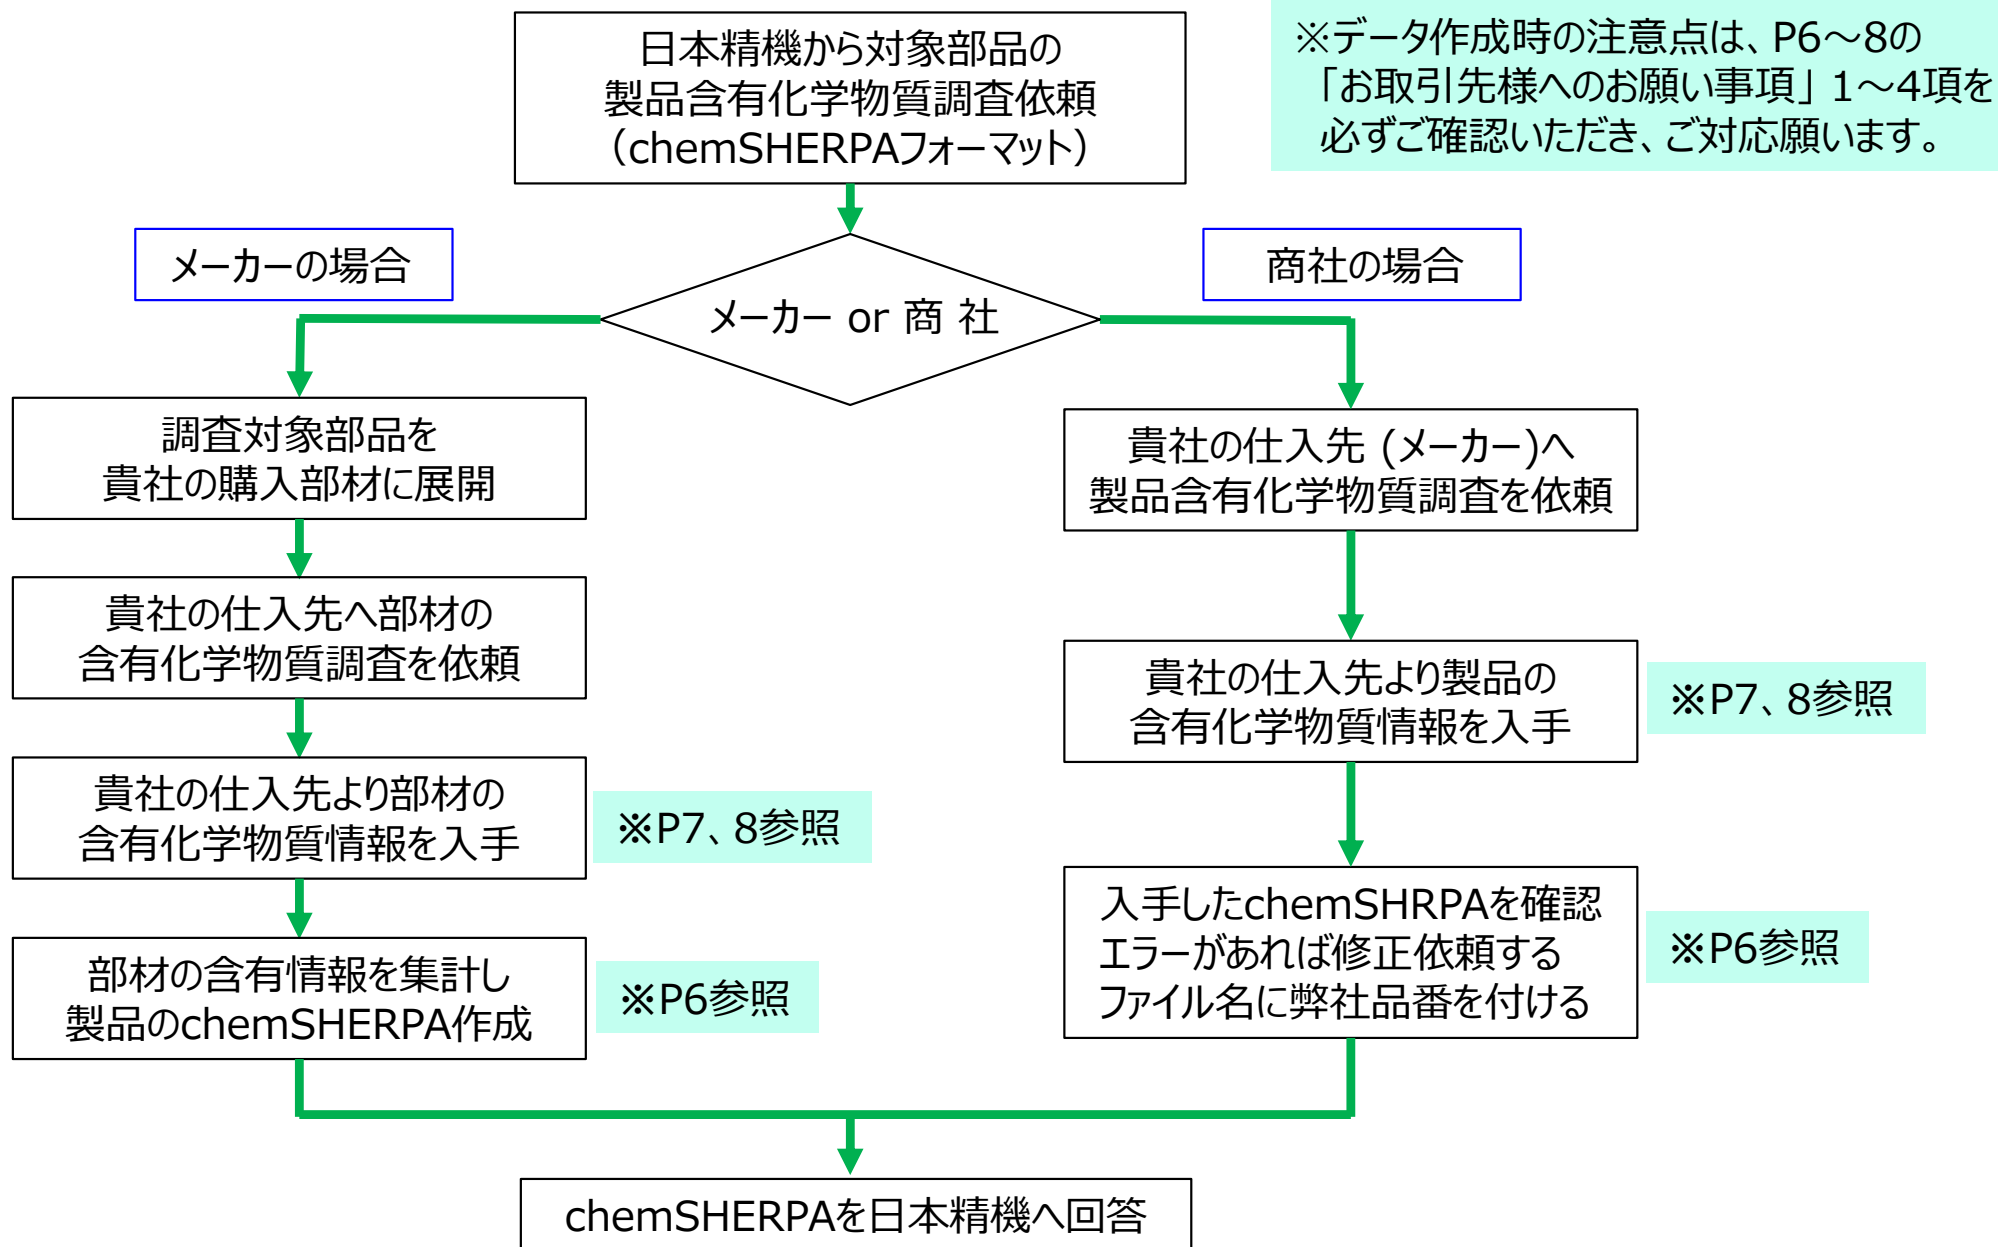 日本精機から対象部品の
製品含有化学物質調査依頼
（chemSHERPAフォーマット）
※データ作成時の注意点は、P6～8の
「お取引先様へのお願い事項」1～4項を
必ずご確認いただき、ご対応願います。
メーカーの場合
メーカー or 商 社
商社の場合
調査対象部品を
貴社の購入部材に展開
貴社の仕入先へ部材の
含有化学物質調査を依頼
貴社の仕入先より部材の
含有化学物質情報を入手
※P7、8参照
部材の含有情報を集計し
製品のchemSHERPA作成
※P6参照
貴社の仕入先 (メーカー)へ
製品含有化学物質調査を依頼
貴社の仕入先より製品の
含有化学物質情報を入手
※P7、8参照
入手したchemSHRPAを確認
エラーがあれば修正依頼する
ファイル名に弊社品番を付ける
※P6参照
chemSHERPAを日本精機へ回答